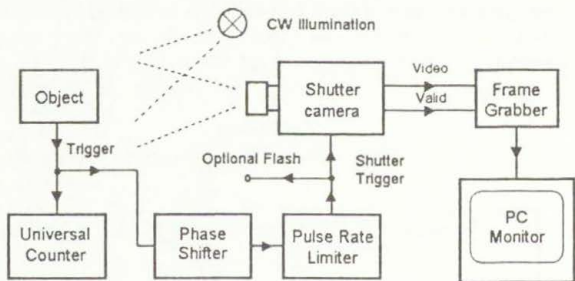 CW Illumination
Object
Shutter
camera
Video
Valid
Frame
Grabber
Trigger
Optional Flash
Shutter
Trigger
Universal
Counter
Phase
Shifter
Pulse Rate
Limiter
PC
Monitor